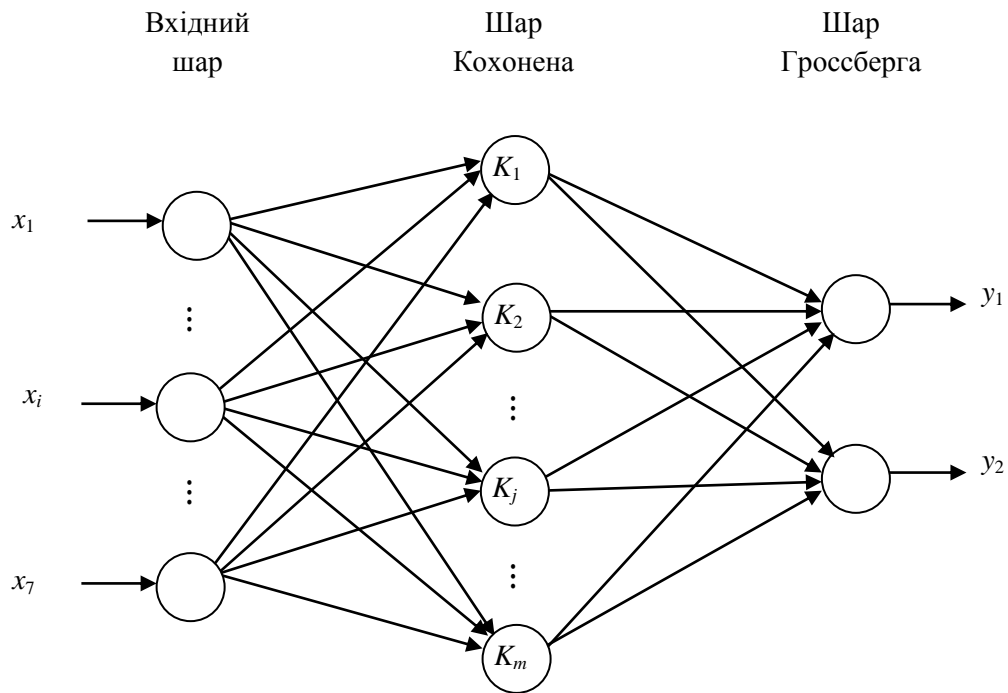 Вхідний
шар
Шар
Кохонена
Шар
Гроссберга
x1
⋮
xi
⋮
x7
K1
K2
⋮
Kj
⋮
Km
y1
y2